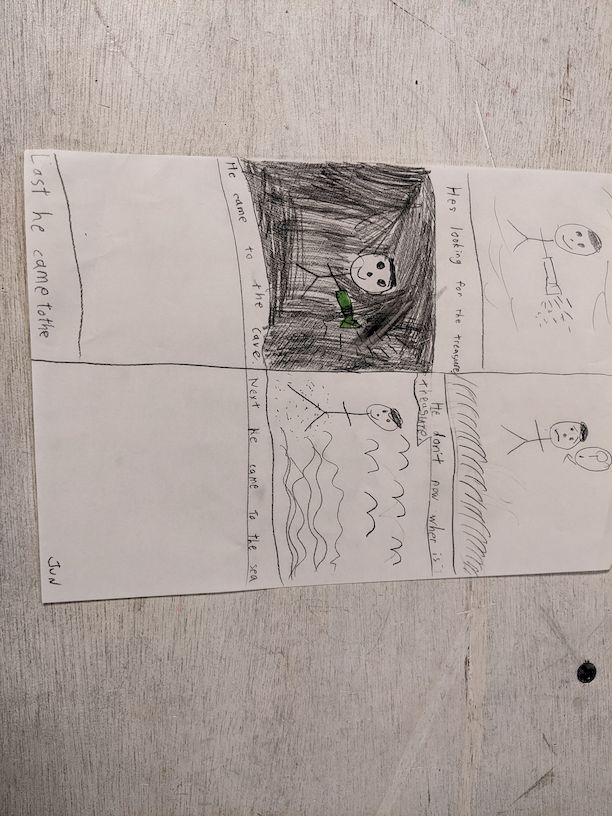 Hes looking for the treasure
He don't now wher is
treasure
He came to the cave.
Next he came To the sea
Last he came to the
JUN